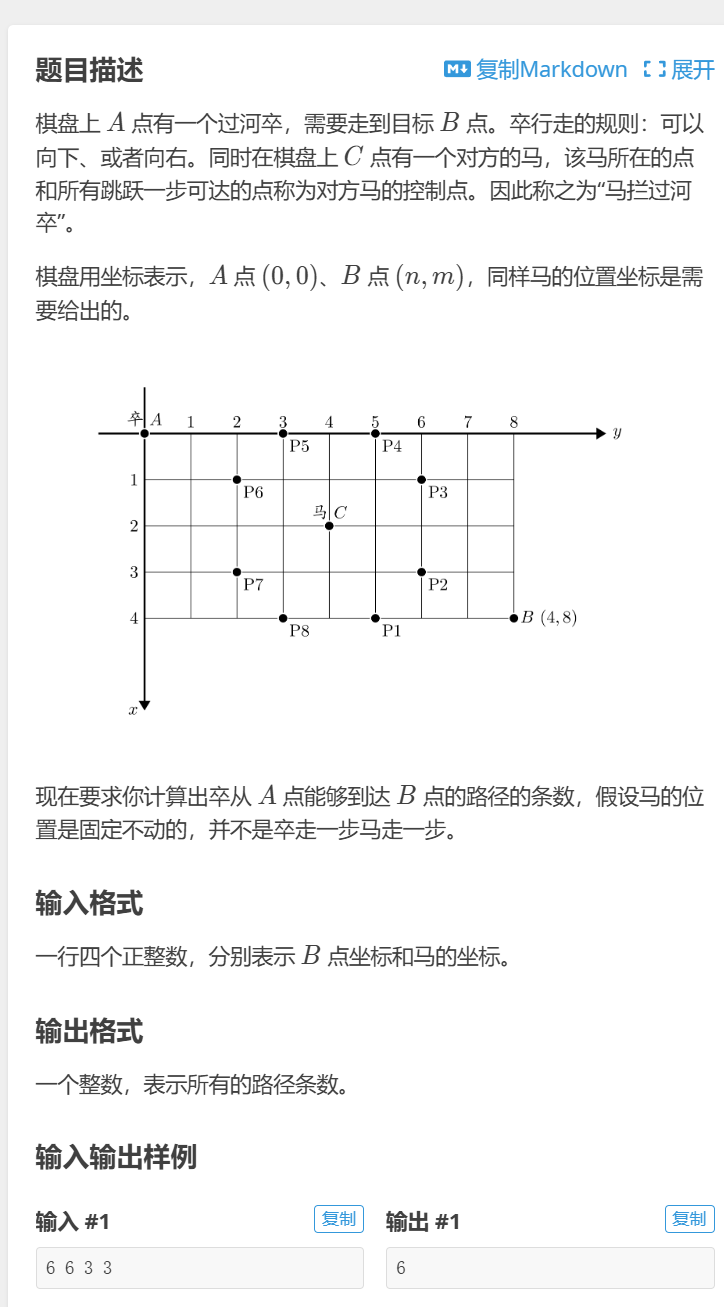 题目描述
复制Markdown 展开
棋盘上 A 点有一个过河卒，需要走到目标 B 点。卒行走的规则：可以
向下、或者向右。同时在棋盘上 C 点有一个对方的马，该马所在的点
和所有跳跃一步可达的点称为对方马的控制点。因此称之为“马拦过河
卒”。
棋盘用坐标表示，A 点 (0, 0)、B 点 (n, m)，同样马的位置坐标是需
要给出的。
卒 A 1 2 3 4 5 6 7 8
y
P5 P4
1
P6 P3
马 C
2
3
P7 P2
4 B (4, 8)
P8 P1
x
现在要求你计算出卒从 A 点能够到达 B 点的路径的条数，假设马的位
置是固定不动的，并不是卒走一步马走一步。
输入格式
一行四个正整数，分别表示 B 点坐标和马的坐标。
输出格式
一个整数，表示所有的路径条数。
输入输出样例
输入 #1 复制 输出 #1 复制
6 6 3 3 6